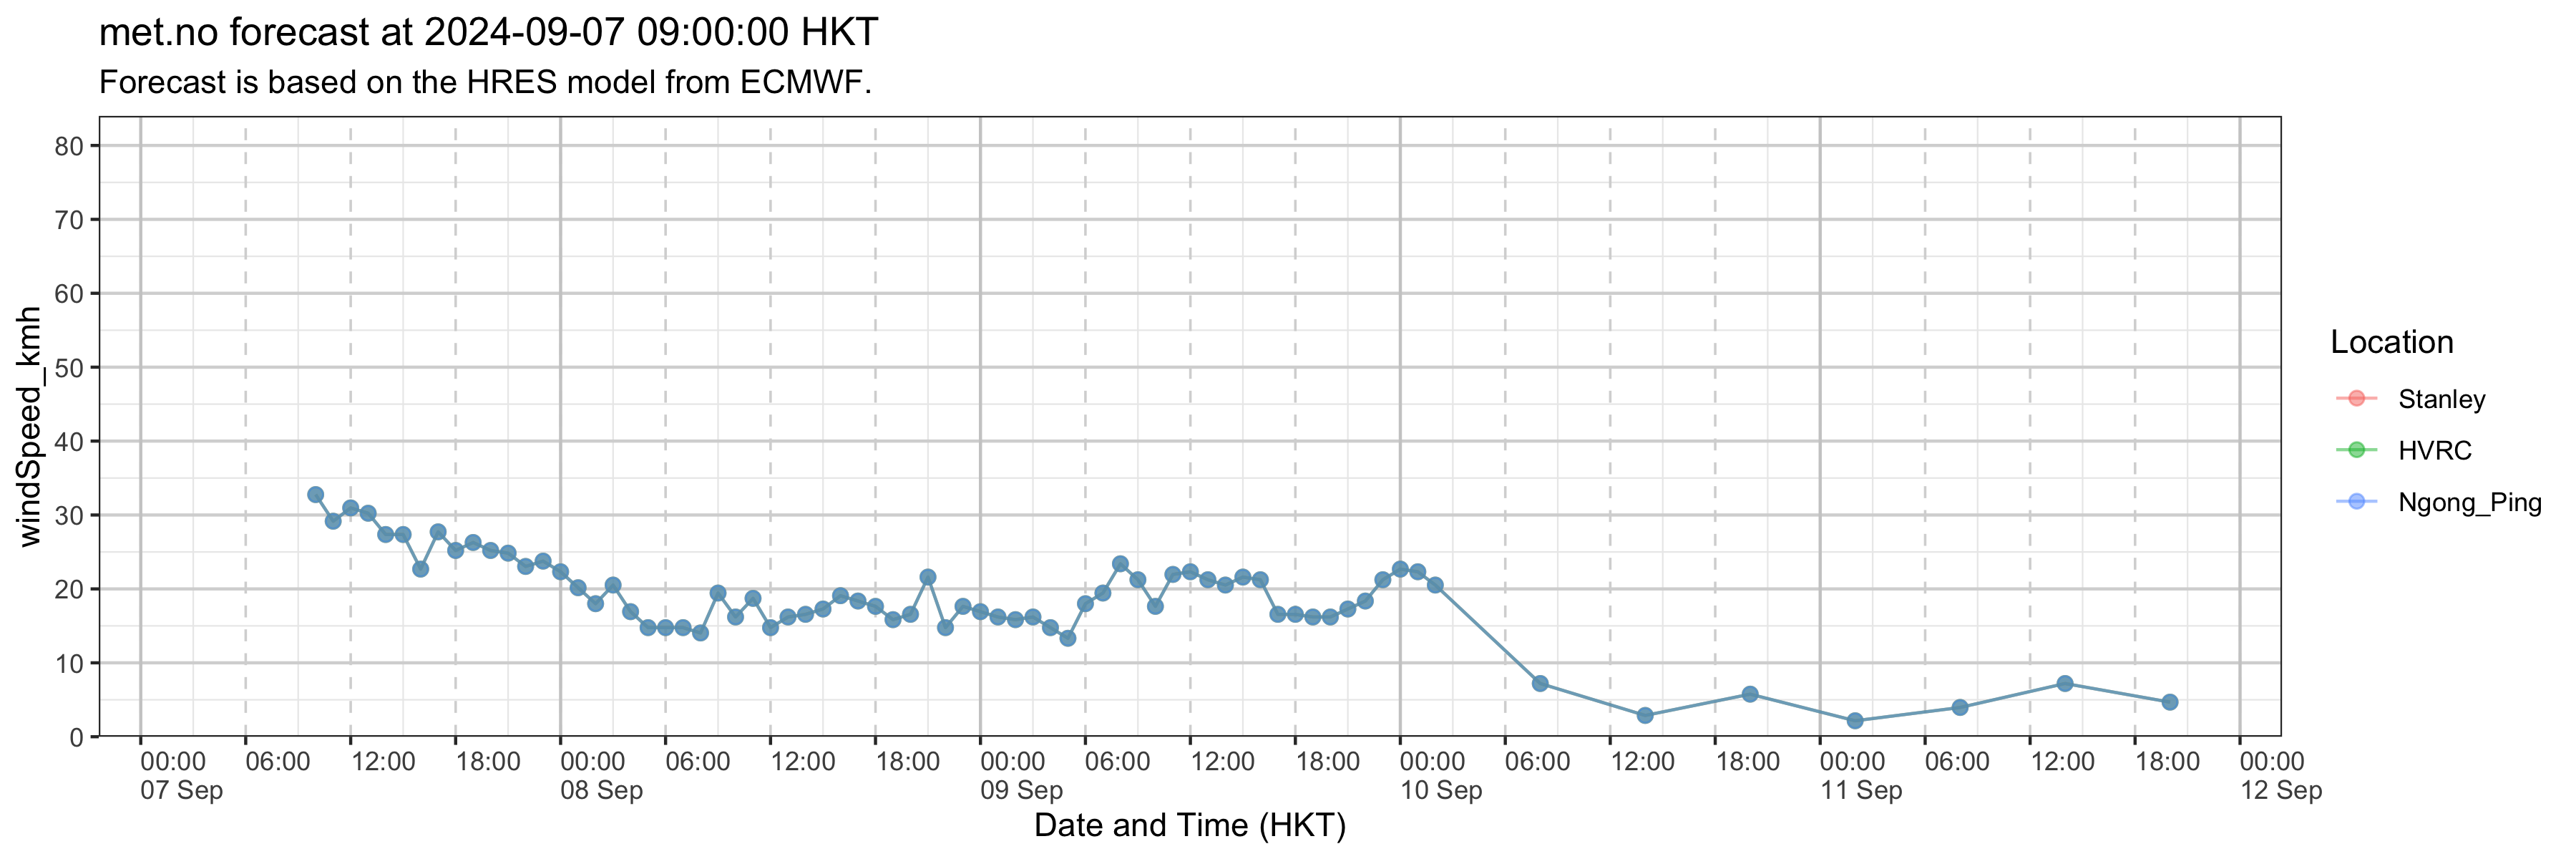 met.no forecast at 2024-09-07 09:00:00 HKT
Forecast is based on the HRES model from ECMWF.
windSpeed_kmh
80
70
60
50
40
30
20
10
0
00:00 06:00 12:00 18:00 00:00 06:00 12:00 18:00 00:00 06:00 12:00 18:00 00:00 06:00 12:00 18:00 00:00 06:00 12:00 18:00 00:00
07 Sep 08 Sep 09 Sep 10 Sep 11 Sep 12 Sep
Date and Time (HKT)
Location
Stanley
HVRC
Ngong_Ping